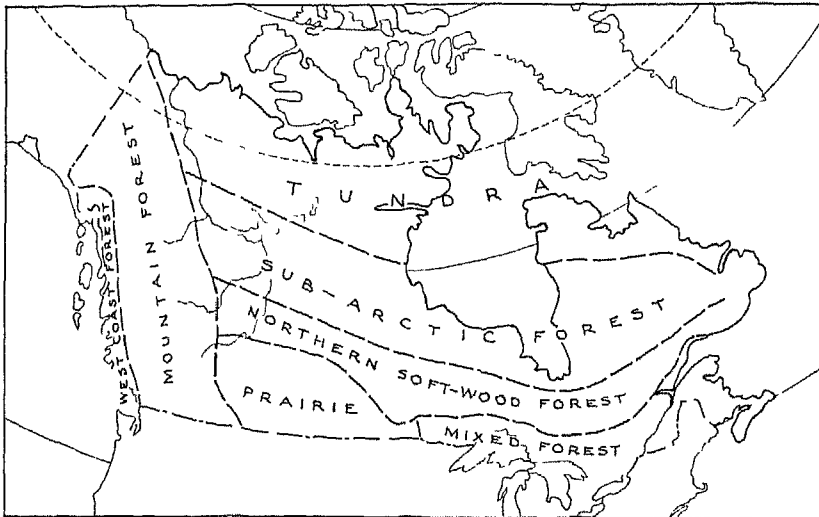 TUNDRA
MOUNTAIN FOREST
WEST COAST FOREST
SUB-ARCTIC FOREST
NORTHERN SOFT-WOOD FOREST
PRAIRIE
MIXED FOREST